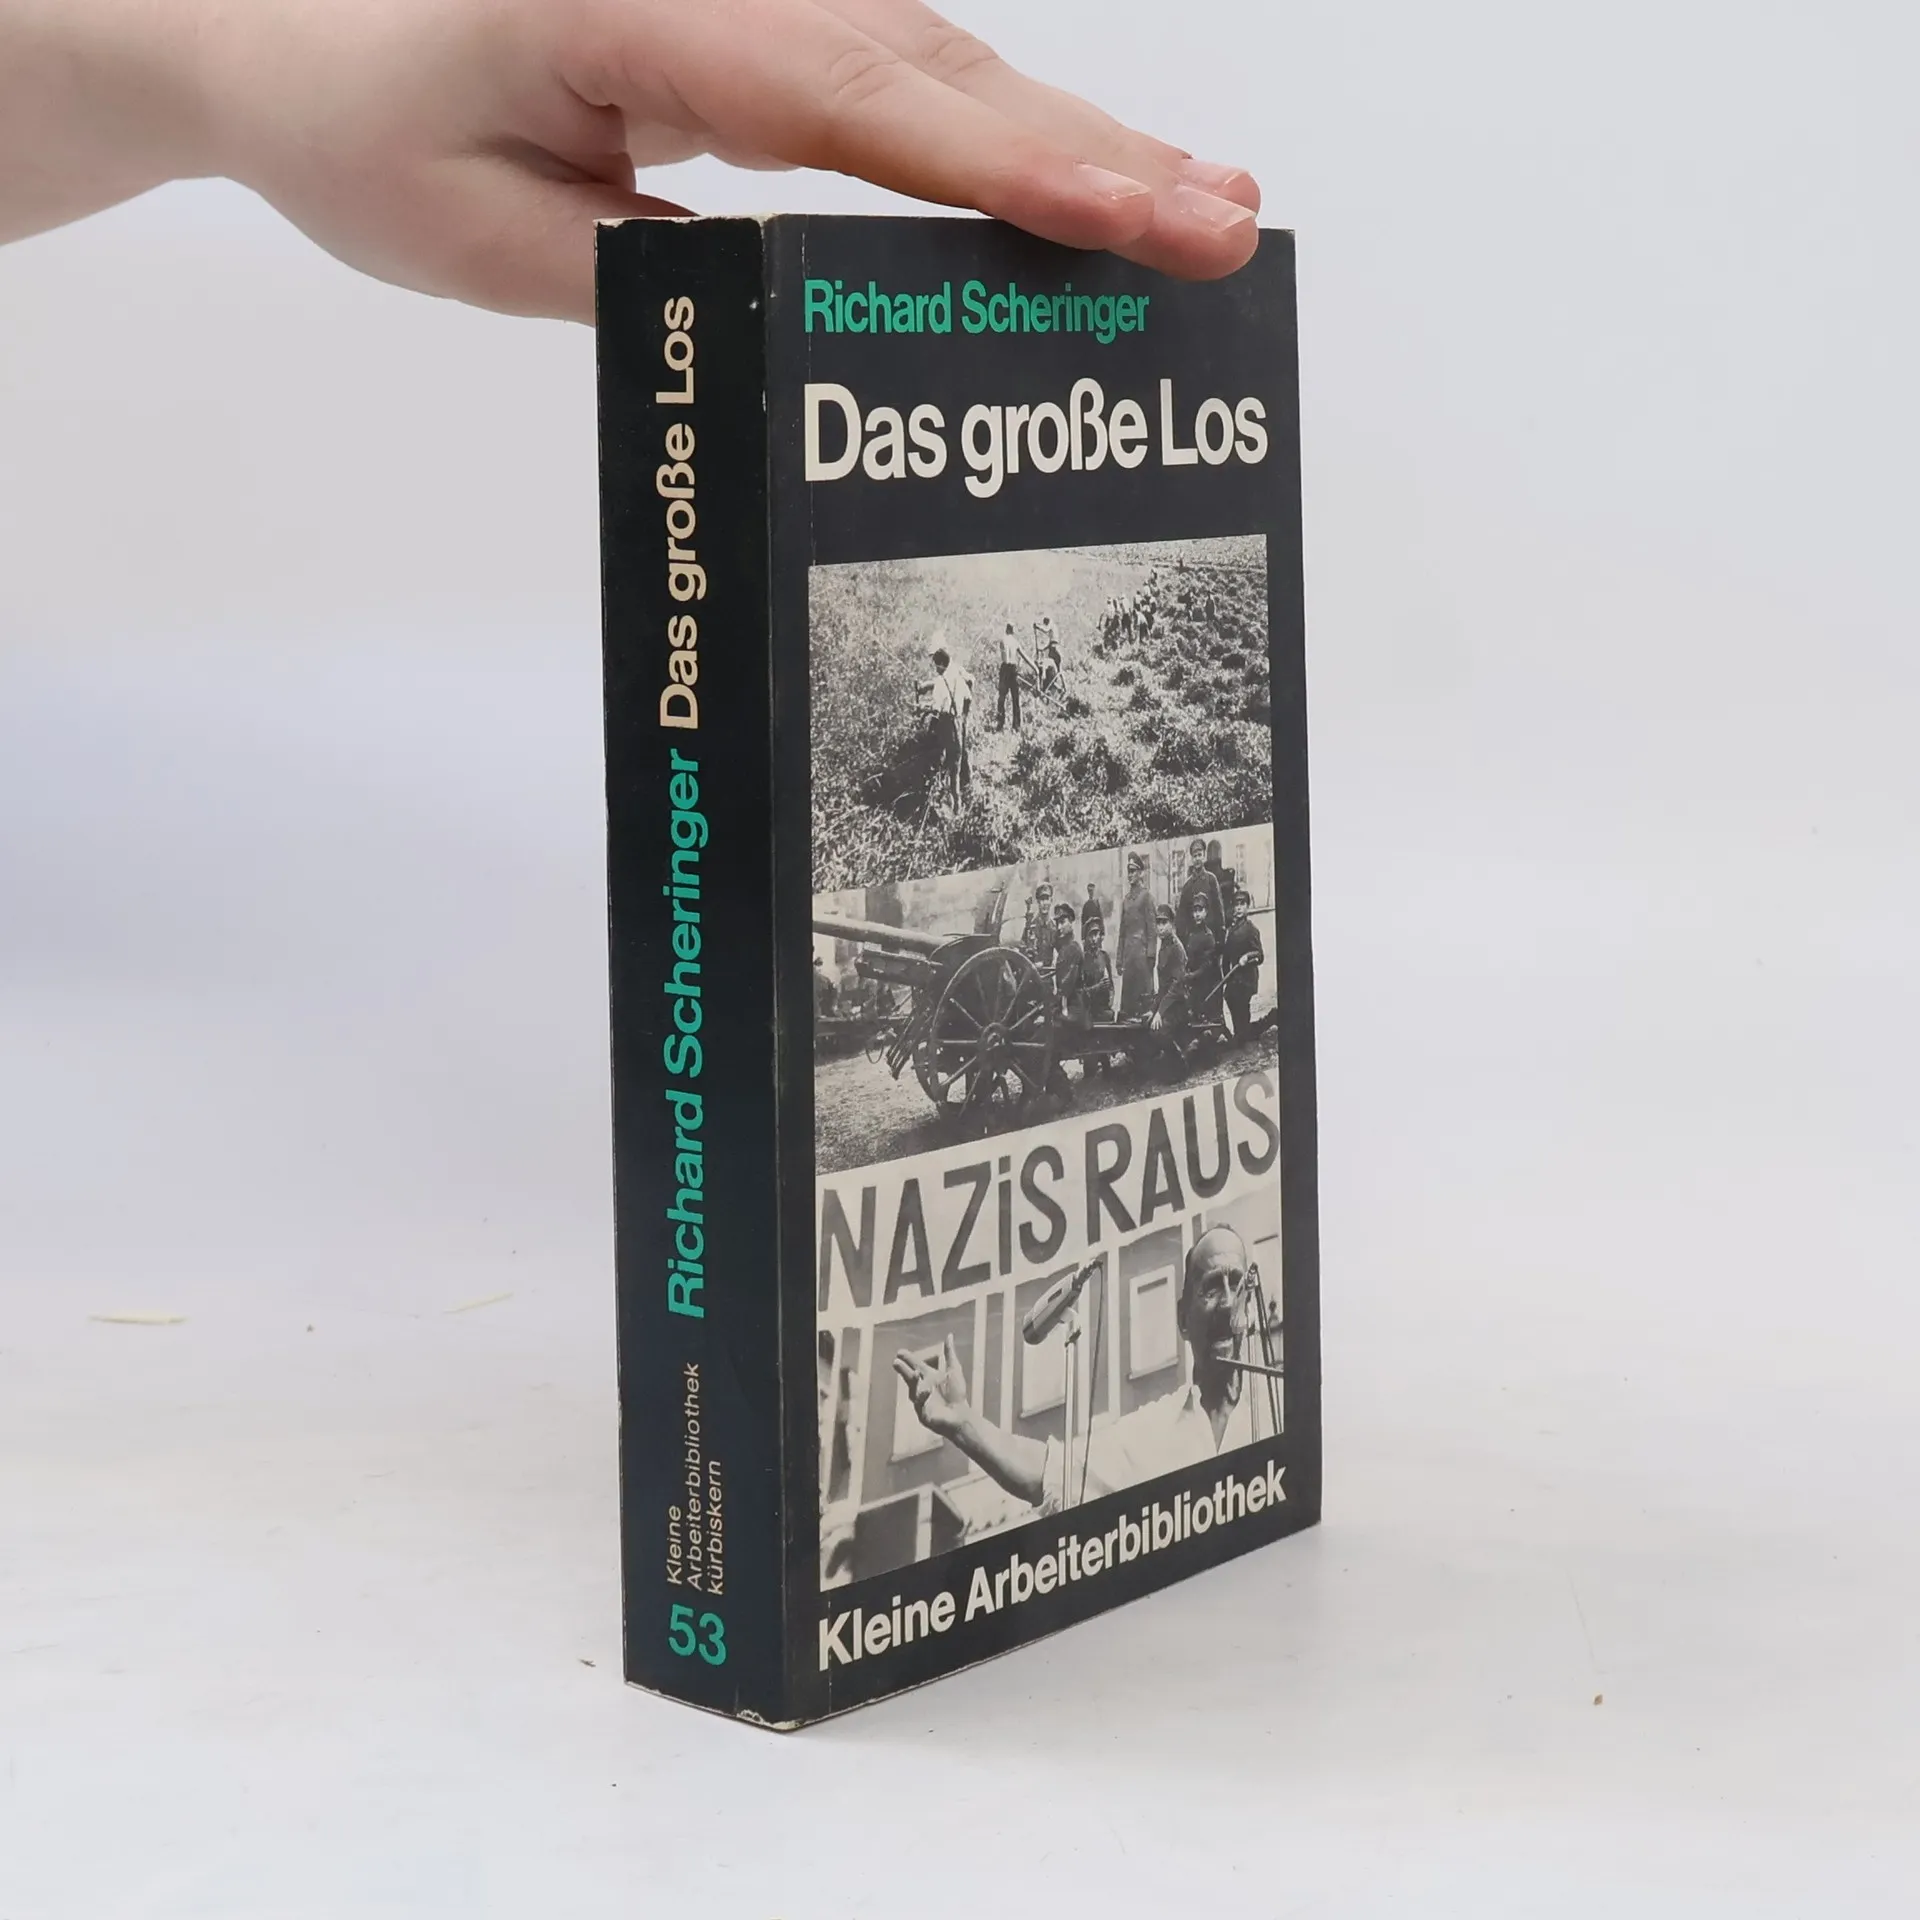 Richard Scheringer
Das große Los
NAZiS RAUS
Kleine Arbeiterbibliothek
Richard Scheringer Das große Los
Kleine
Arbeiterbibliothek
kürbiskern
53